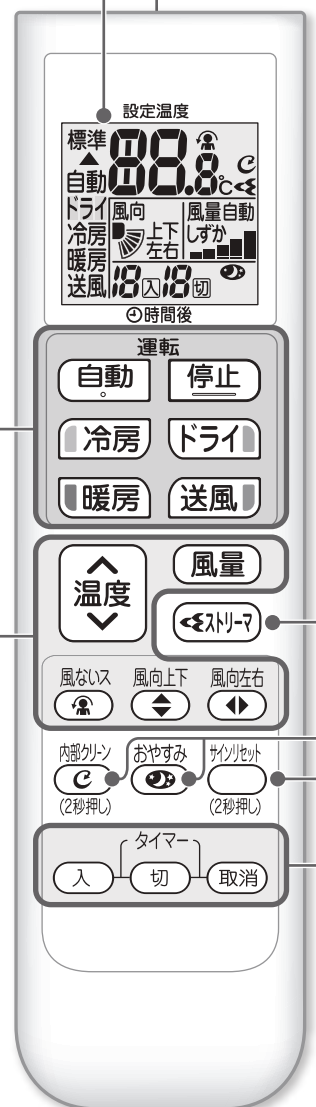 設定温度
標準 88.8℃
自動
ドライ 風向 風量自動
冷房 上下 しずか
暖房 左右
送風 18入18切
時間後
運転
自動 停止
冷房 ドライ
暖房 送風
温度 風量
ストリーマ
風ないス 風向上下 風向左右
内部クリーン おやすみ サインリセット
(2秒押し) (2秒押し)
タイマー
入 切 取消